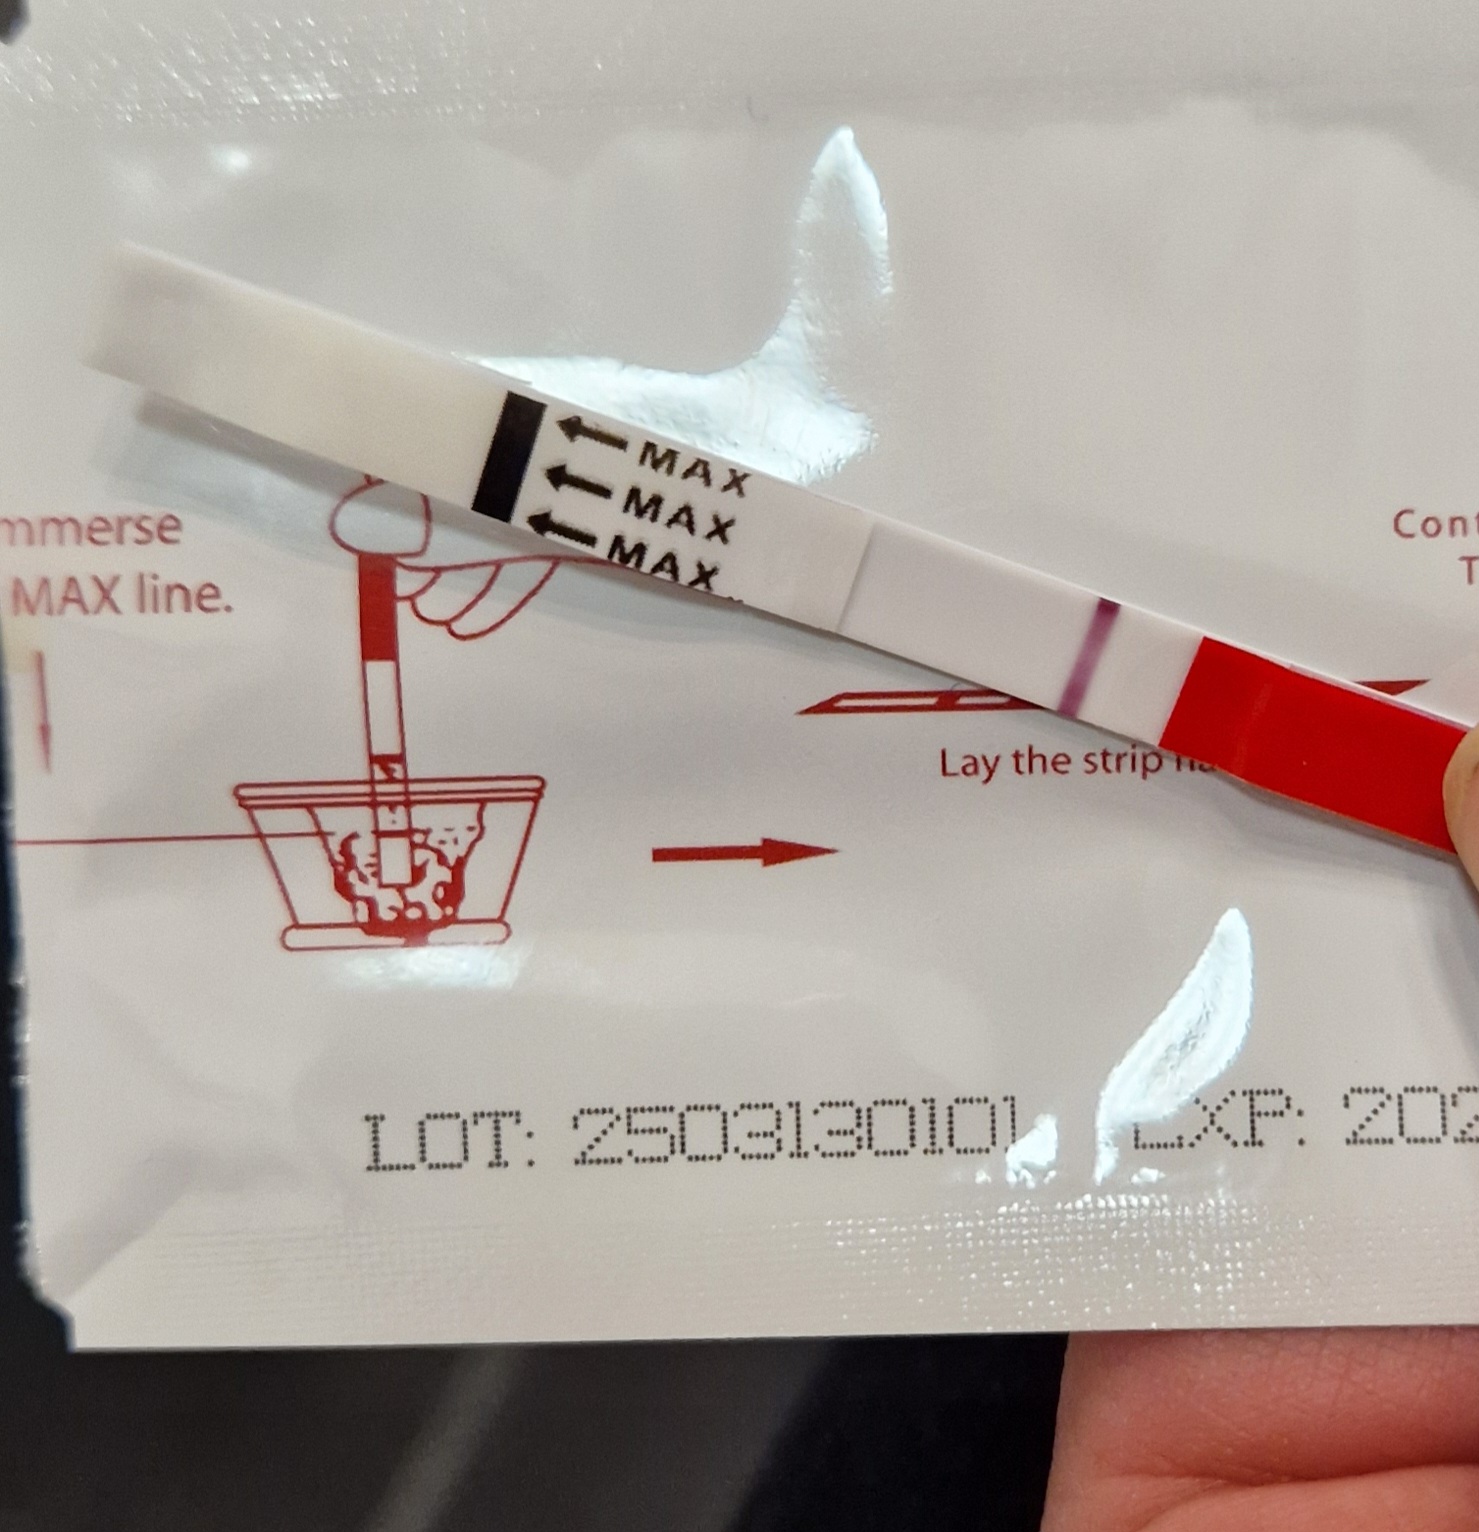 MAX
MAX
MAX
mmerse
MAX line.
Cont
T
Lay the strip
LOT: 2503130101
EXP: 202